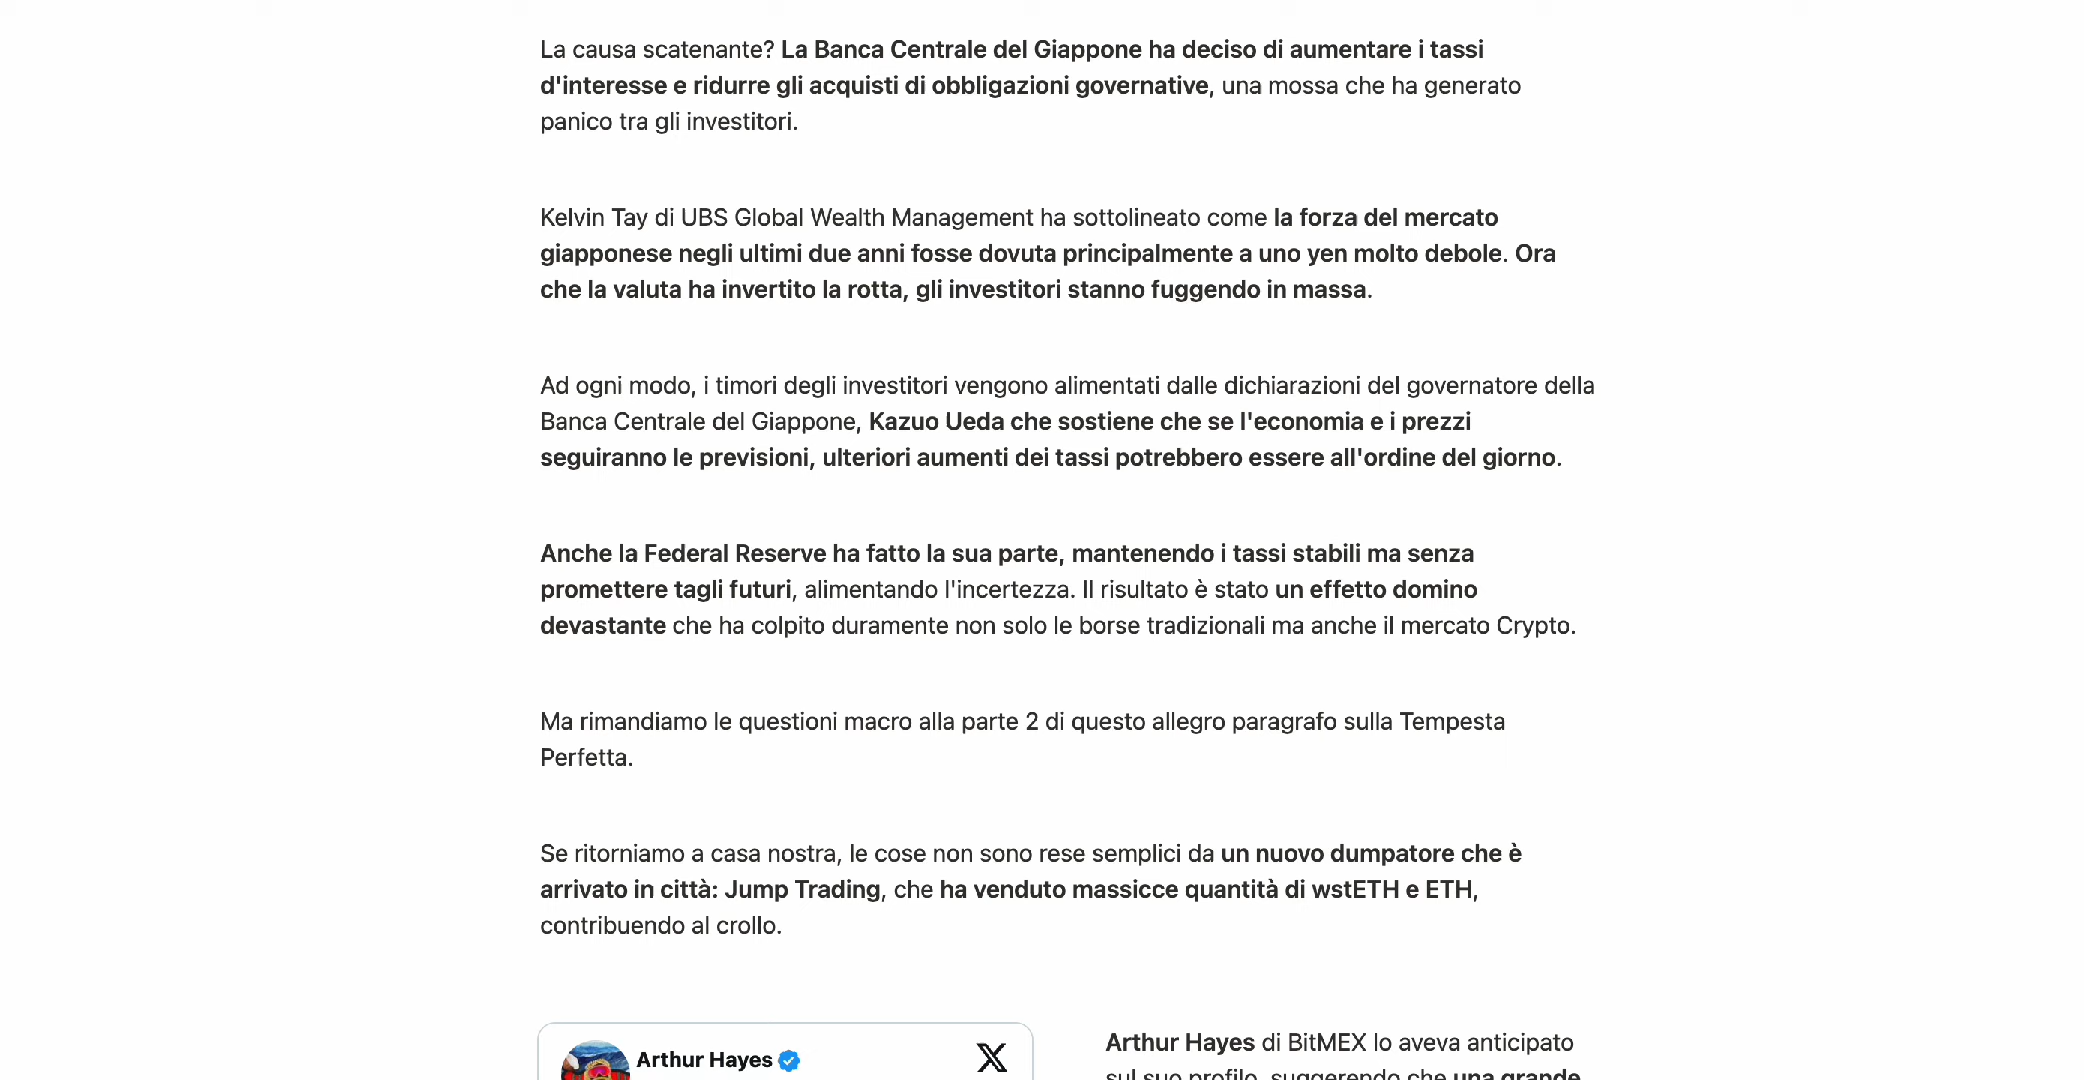 La causa scatenante? La Banca Centrale del Giappone ha deciso di aumentare i tassi
d'interesse e ridurre gli acquisti di obbligazioni governative, una mossa che ha generato
panico tra gli investitori.
Kelvin Tay di UBS Global Wealth Management ha sottolineato come la forza del mercato
giapponese negli ultimi due anni fosse dovuta principalmente a uno yen molto debole. Ora
che la valuta ha invertito la rotta, gli investitori stanno fuggendo in massa.
Ad ogni modo, i timori degli investitori vengono alimentati dalle dichiarazioni del governatore della
Banca Centrale del Giappone, Kazuo Ueda che sostiene che se l'economia e i prezzi
seguiranno le previsioni, ulteriori aumenti dei tassi potrebbero essere all'ordine del giorno.
Anche la Federal Reserve ha fatto la sua parte, mantenendo i tassi stabili ma senza
promettere tagli futuri, alimentando l'incertezza. Il risultato è stato un effetto domino
devastante che ha colpito duramente non solo le borse tradizionali ma anche il mercato Crypto.
Ma rimandiamo le questioni macro alla parte 2 di questo allegro paragrafo sulla Tempesta
Perfetta.
Se ritorniamo a casa nostra, le cose non sono rese semplici da un nuovo dumpatore che è
arrivato in città: Jump Trading, che ha venduto massicce quantità di wstETH e ETH,
contribuendo al crollo.
Arthur Hayes
Arthur Hayes di BitMEX lo aveva anticipato
sul suo profilo, suggerendo che una grande